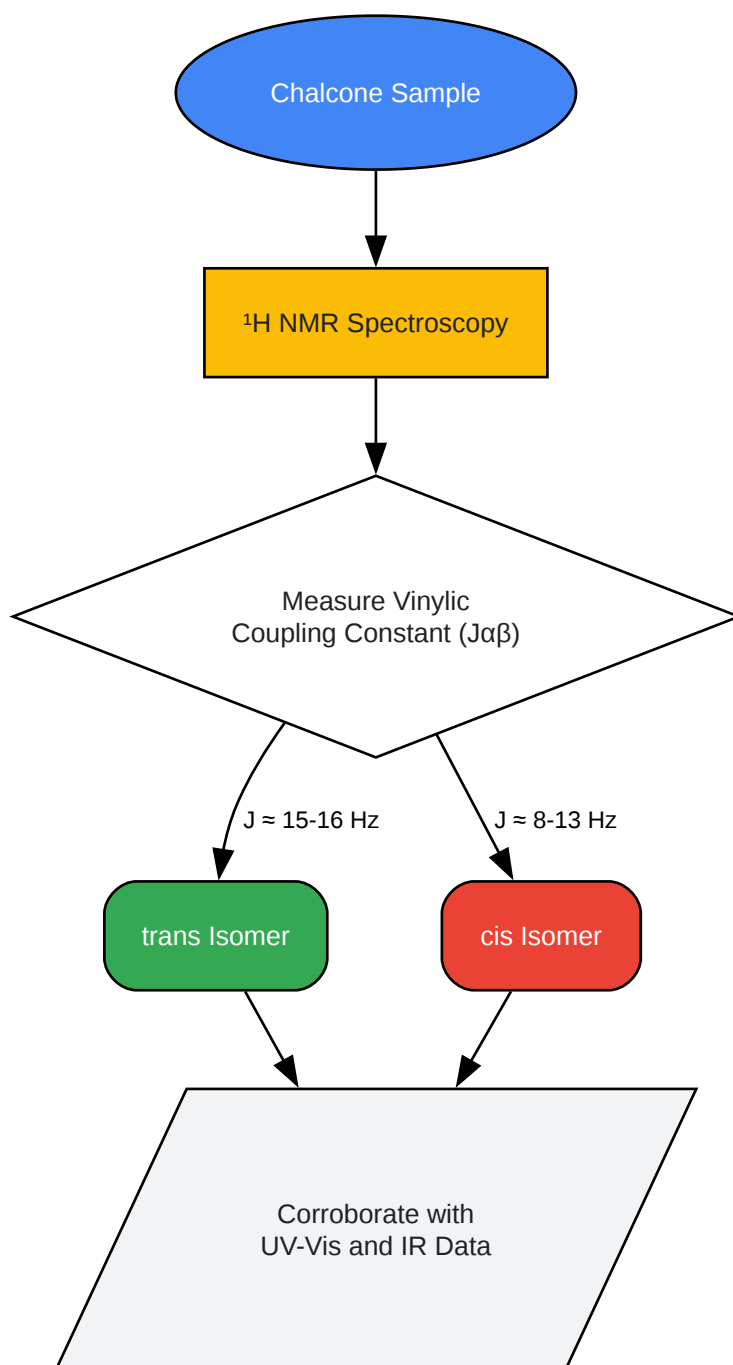 Chalcone Sample
¹H NMR Spectroscopy
Measure Vinylic
Coupling Constant (Jαβ)
J ≈ 15-16 Hz
J ≈ 8-13 Hz
trans Isomer
cis Isomer
Corroborate with
UV-Vis and IR Data